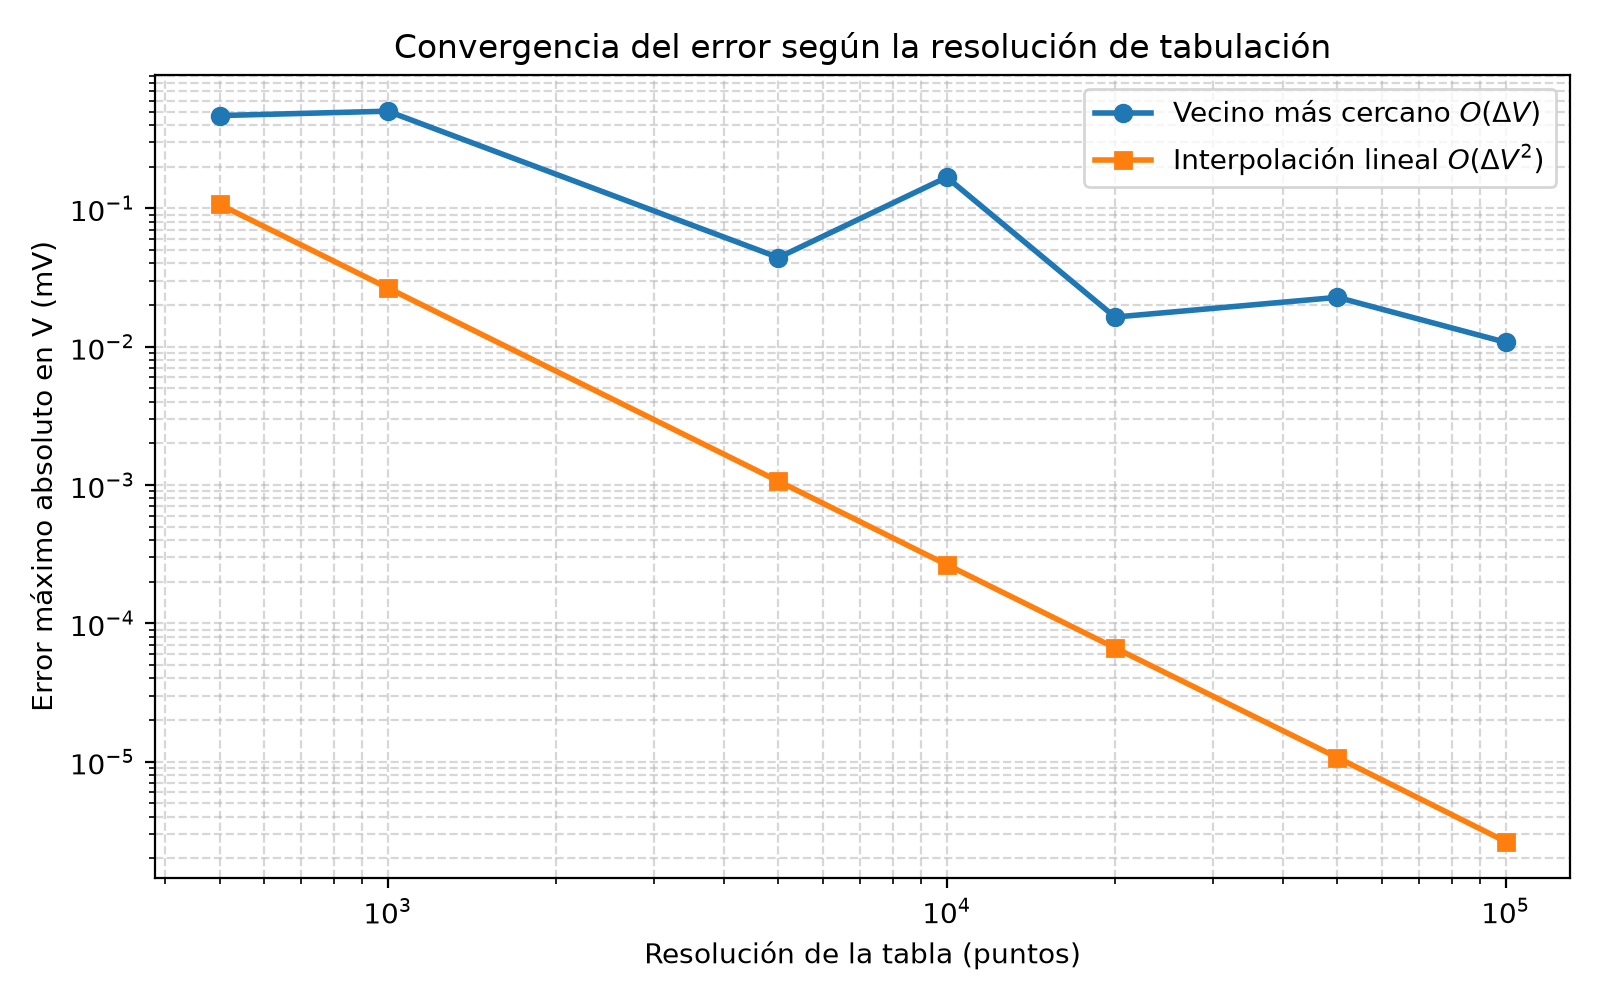 Convergencia del error según la resolución de tabulación
Vecino más cercano O(ΔV)
Interpolación lineal O(ΔV²)
Error máximo absoluto en V (mV)
10⁻¹
10⁻²
10⁻³
10⁻⁴
10⁻⁵
10³
10⁴
10⁵
Resolución de la tabla (puntos)